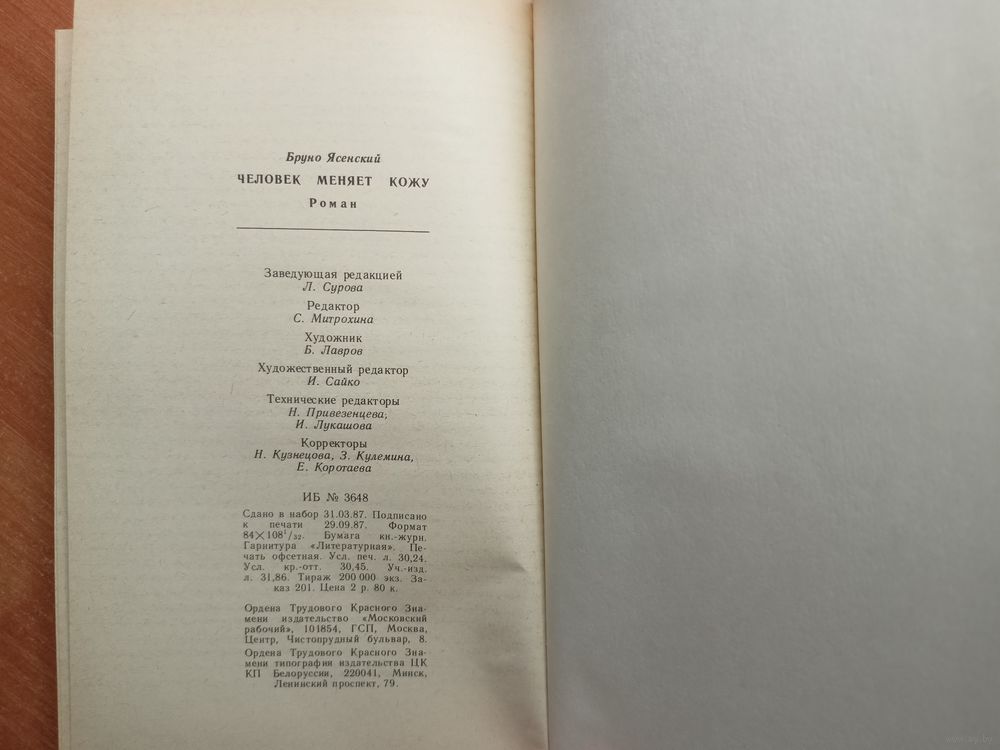 Бруно Ясенский
ЧЕЛОВЕК МЕНЯЕТ КОЖУ
Роман
Заведующая редакцией
Л. Сурова
Редактор
С. Митрохина
Художник
Б. Лавров
Художественный редактор
И. Сайко
Технические редакторы
Н. Привезенцева,
И. Лукашова
Корректоры
Н. Кузнецова, З. Кулемина,
Е. Коротаева
ИБ № 3648
Сдано в набор 31.03.87. Подписано
к печати 29.09.87. Формат
84×108¹/₃₂. Бумага кн.-журн.
Гарнитура «Литературная». Пе-
чать офсетная. Усл. печ. л. 30,24.
Усл. кр.-отт. 30,45. Уч.-изд.
л. 31,86. Тираж 200 000 экз. За-
каз 201. Цена 2 р. 80 к.
Ордена Трудового Красного Зна-
мени издательство «Московский
рабочий», 101854, ГСП, Москва,
Центр, Чистопрудный бульвар, 8.
Ордена Трудового Красного Зна-
мени типография издательства ЦК
КП Белоруссии, 220041, Минск,
Ленинский проспект, 79.